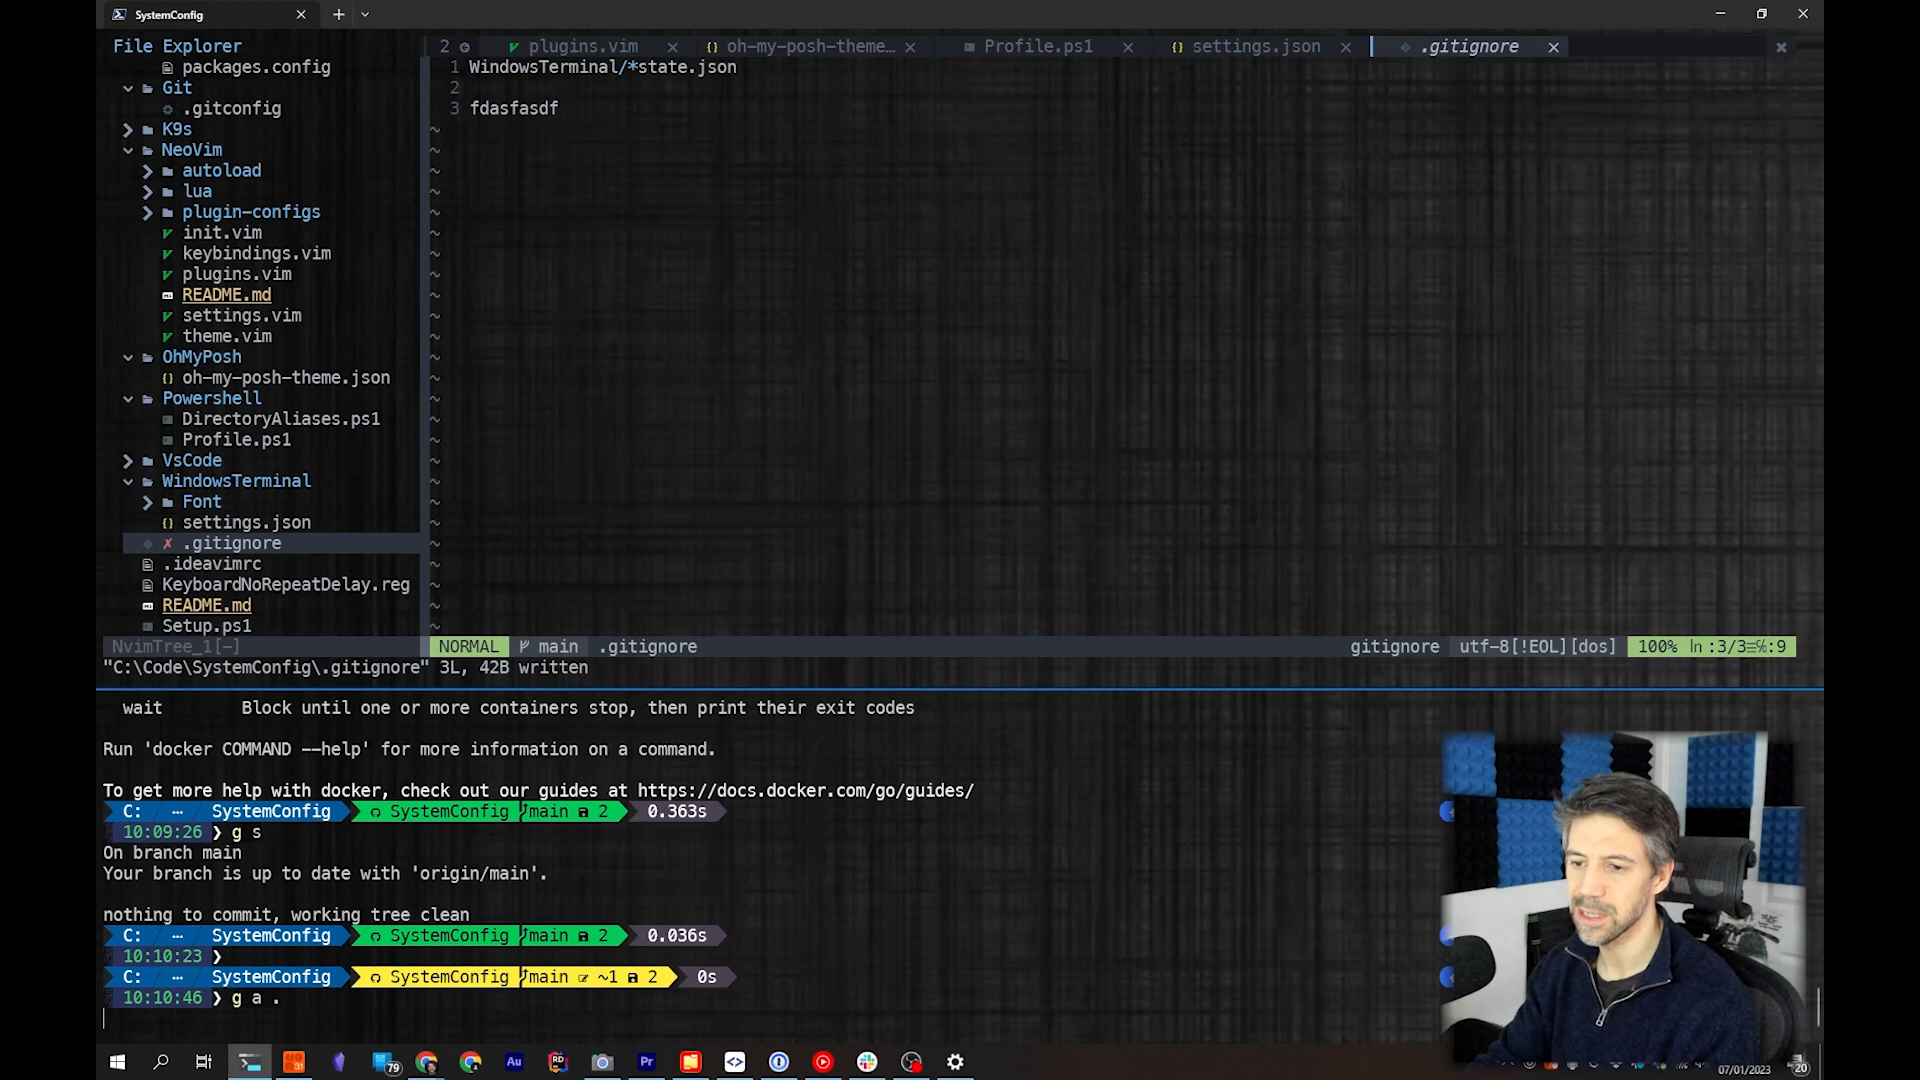 SystemConfig
File Explorer
packages.config
Git
.gitconfig
K9s
NeoVim
autoload
lua
plugin-configs
init.vim
keybindings.vim
plugins.vim
README.md
settings.vim
theme.vim
OhMyPosh
oh-my-posh-theme.json
Powershell
DirectoryAliases.ps1
Profile.ps1
VsCode
WindowsTerminal
Font
settings.json
✗ .gitignore
.ideavimrc
KeyboardNoRepeatDelay.reg
README.md
Setup.ps1
NvimTree_1[-]
2 plugins.vim oh-my-posh-theme… Profile.ps1 settings.json .gitignore
1 WindowsTerminal/*state.json
2
3 fdasfasdf
NORMAL main .gitignore gitignore utf-8[!EOL][dos] 100% ln :3/3≡℅:9
"C:\Code\SystemConfig\.gitignore" 3L, 42B written
wait Block until one or more containers stop, then print their exit codes
Run 'docker COMMAND --help' for more information on a command.
To get more help with docker, check out our guides at https://docs.docker.com/go/guides/
C: ⋯ SystemConfig SystemConfig main 2 0.363s
10:09:26 ❯ g s
On branch main
Your branch is up to date with 'origin/main'.
nothing to commit, working tree clean
C: ⋯ SystemConfig SystemConfig main 2 0.036s
10:10:23 ❯
C: ⋯ SystemConfig SystemConfig main ~1 2 0s
10:10:46 ❯ g a .
31 79 Au RD Pr
07/01/2023 20